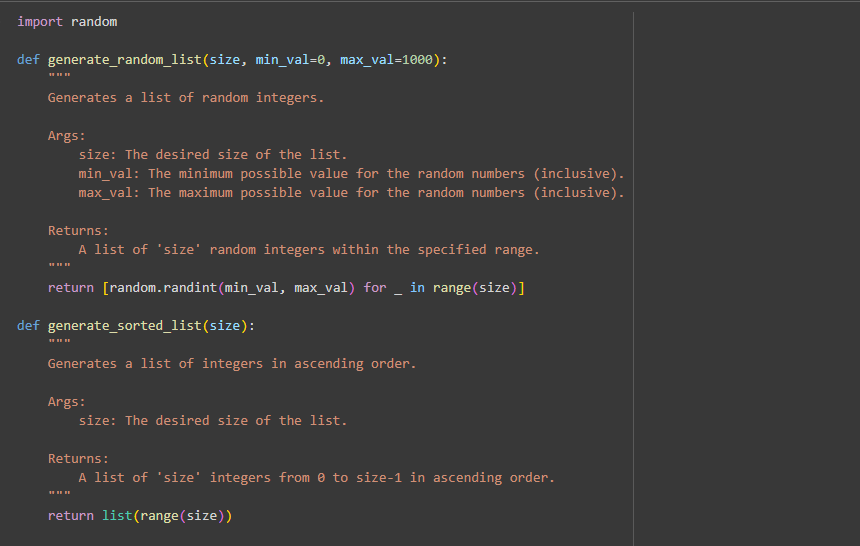 import random
def generate_random_list(size, min_val=0, max_val=1000):
    """
    Generates a list of random integers.
    Args:
        size: The desired size of the list.
        min_val: The minimum possible value for the random numbers (inclusive).
        max_val: The maximum possible value for the random numbers (inclusive).
    Returns:
        A list of 'size' random integers within the specified range.
    """
    return [random.randint(min_val, max_val) for _ in range(size)]
def generate_sorted_list(size):
    """
    Generates a list of integers in ascending order.
    Args:
        size: The desired size of the list.
    Returns:
        A list of 'size' integers from 0 to size-1 in ascending order.
    """
    return list(range(size))